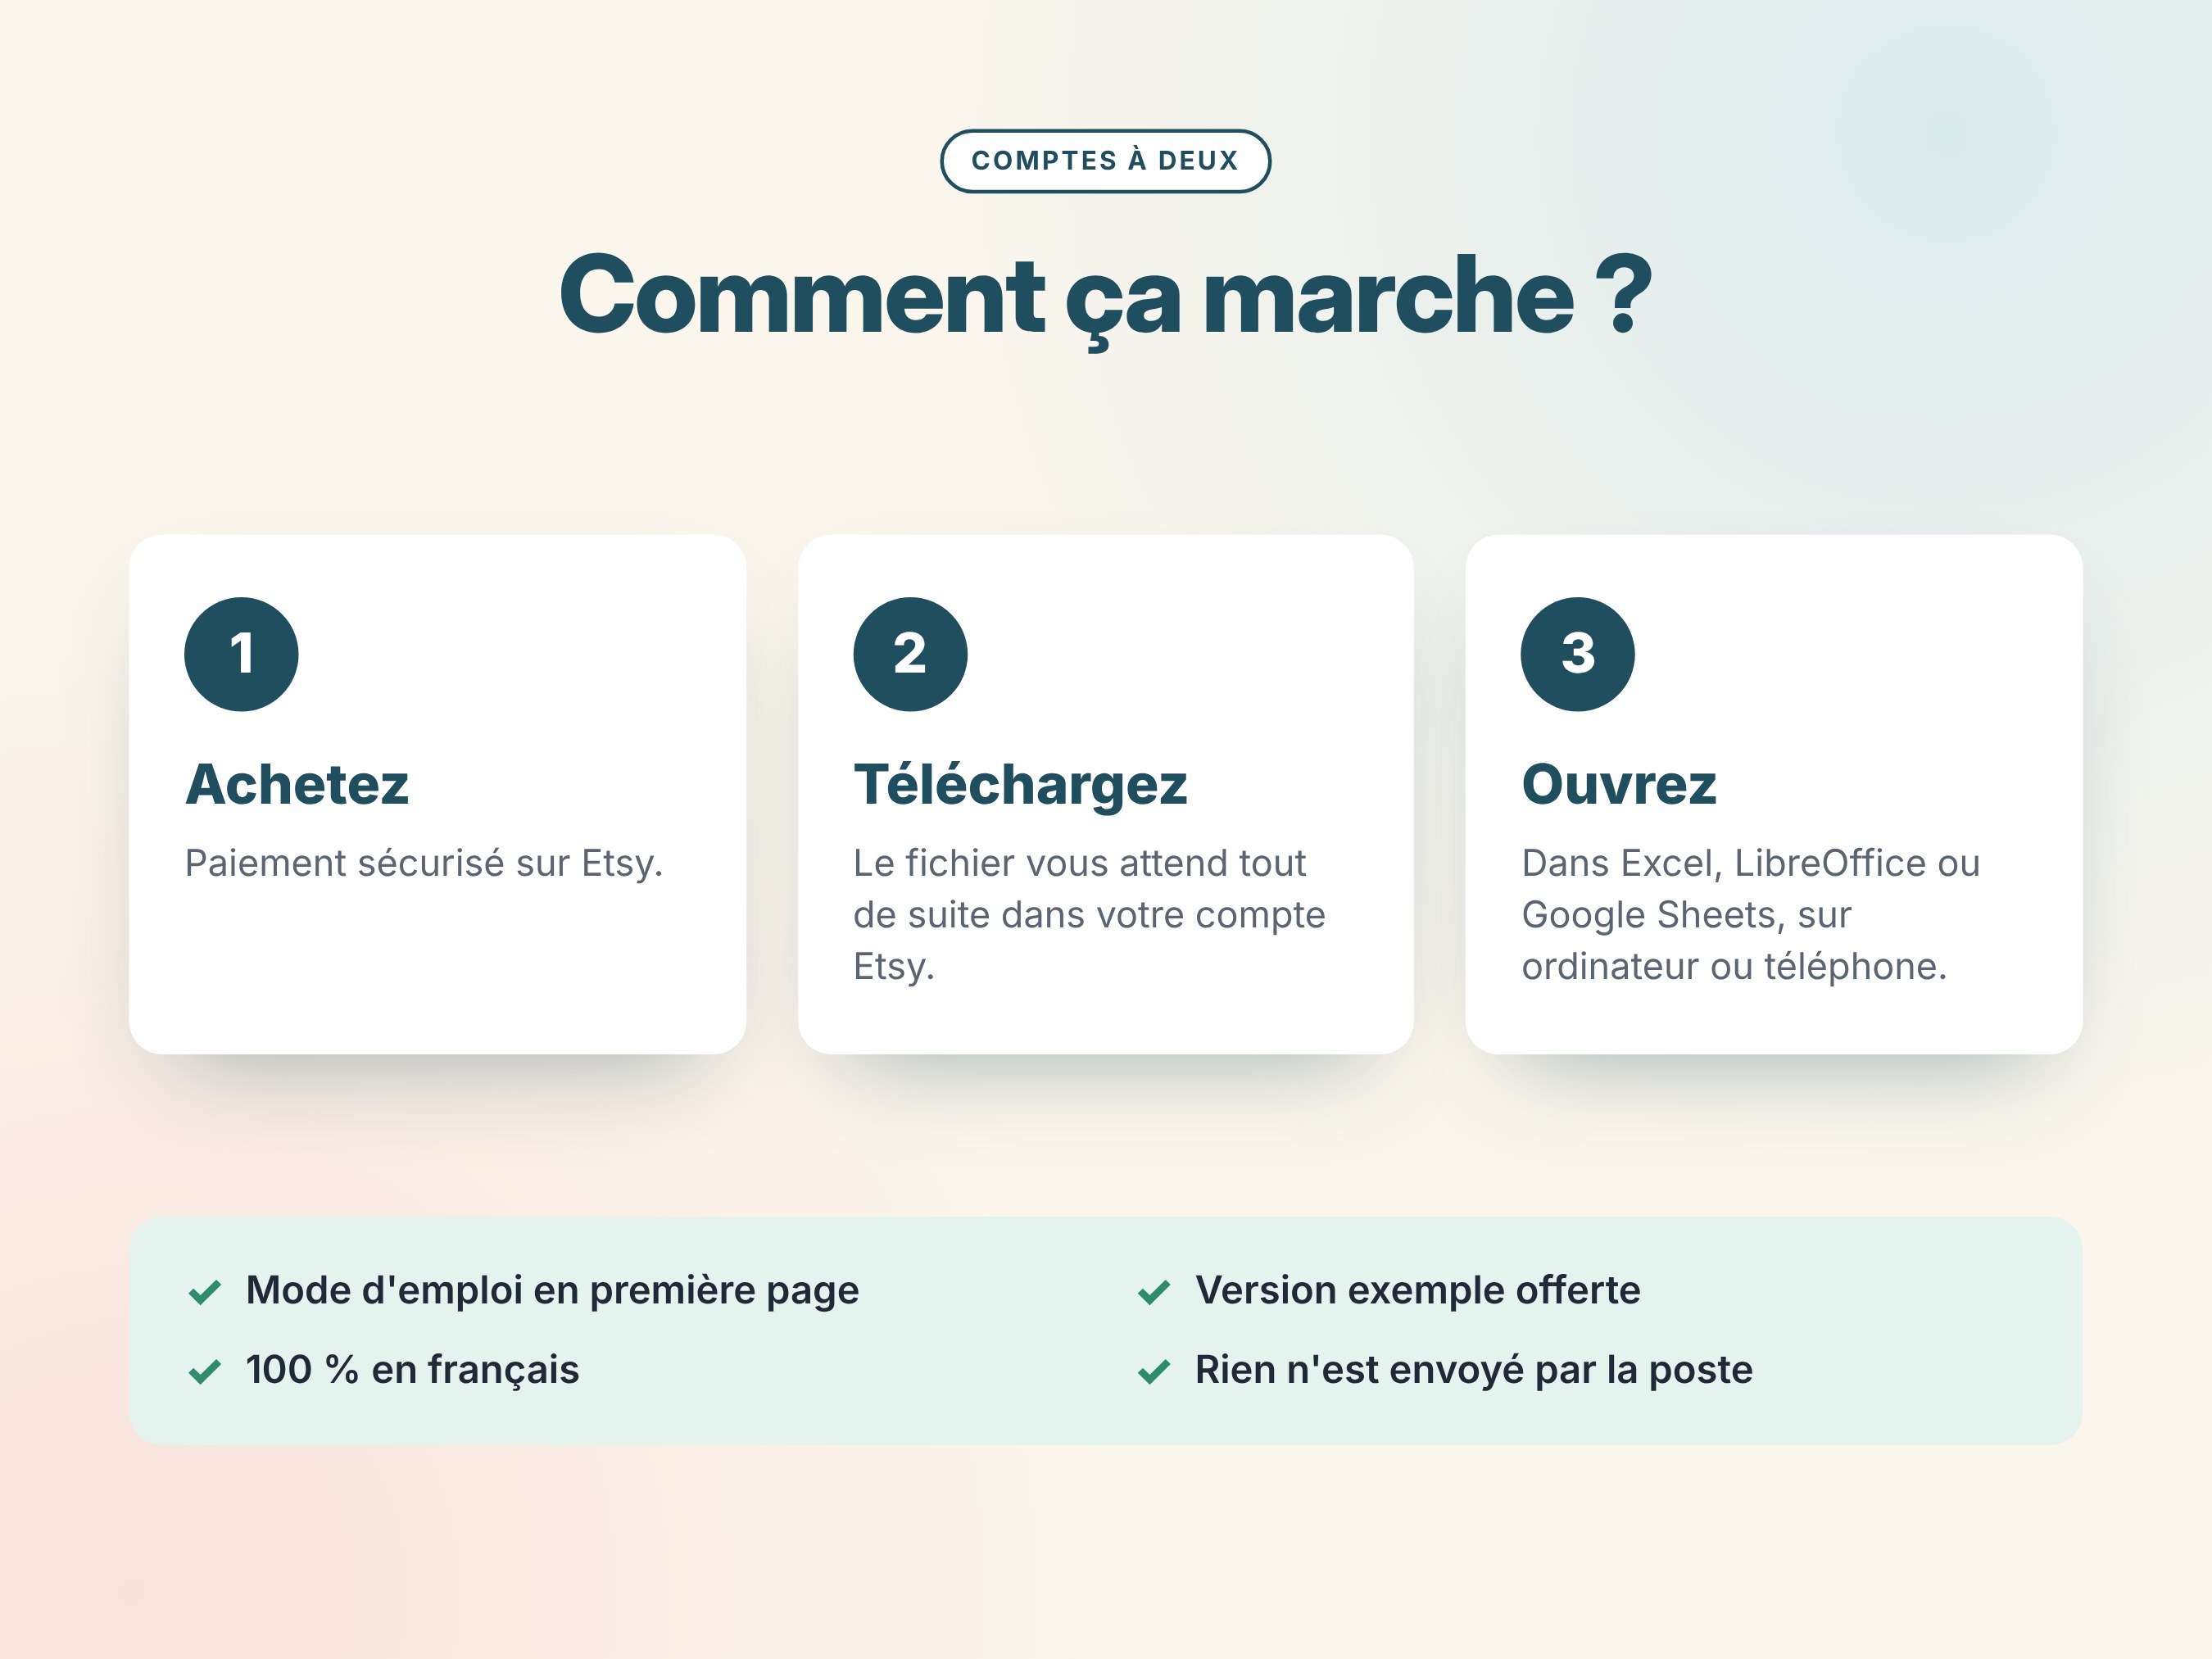 COMPTES À DEUX
Comment ça marche ?
1
Achetez
Paiement sécurisé sur Etsy.
2
Téléchargez
Le fichier vous attend tout
de suite dans votre compte
Etsy.
3
Ouvrez
Dans Excel, LibreOffice ou
Google Sheets, sur
ordinateur ou téléphone.
Mode d'emploi en première page
Version exemple offerte
100 % en français
Rien n'est envoyé par la poste